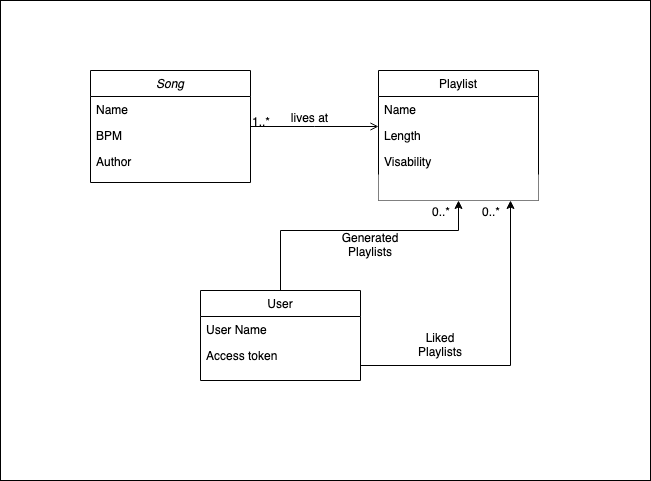 Song
Name
BPM
Author
1..*
lives at
Playlist
Name
Length
Visability
0..*
0..*
Generated
Playlists
User
User Name
Access token
Liked
Playlists